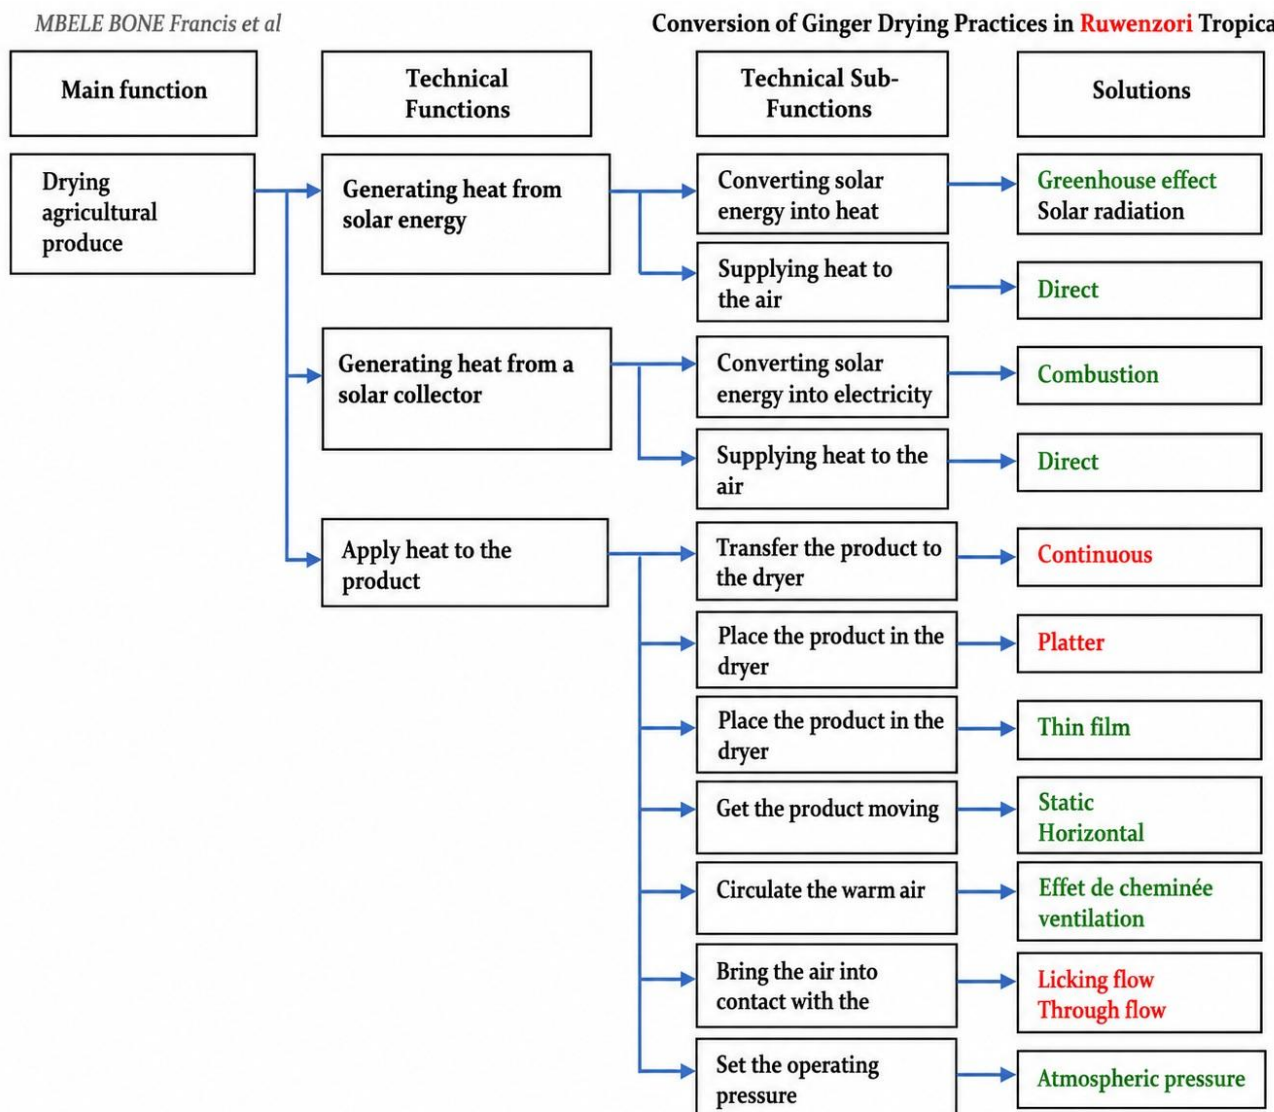 MBELE BONE Francis et al
Conversion of Ginger Drying Practices in Ruwenzori Tropica
Main function
Technical
Functions
Technical Sub-
Functions
Solutions
Drying
agricultural
produce
Generating heat from
solar energy
Converting solar
energy into heat
Greenhouse effect
Solar radiation
Supplying heat to
the air
Direct
Generating heat from a
solar collector
Converting solar
energy into electricity
Combustion
Supplying heat to the
air
Direct
Apply heat to the
product
Transfer the product to
the dryer
Continuous
Place the product in the
dryer
Platter
Place the product in the
dryer
Thin film
Get the product moving
Static
Horizontal
Circulate the warm air
Effet de cheminée
ventilation
Bring the air into
contact with the
Licking flow
Through flow
Set the operating
pressure
Atmospheric pressure